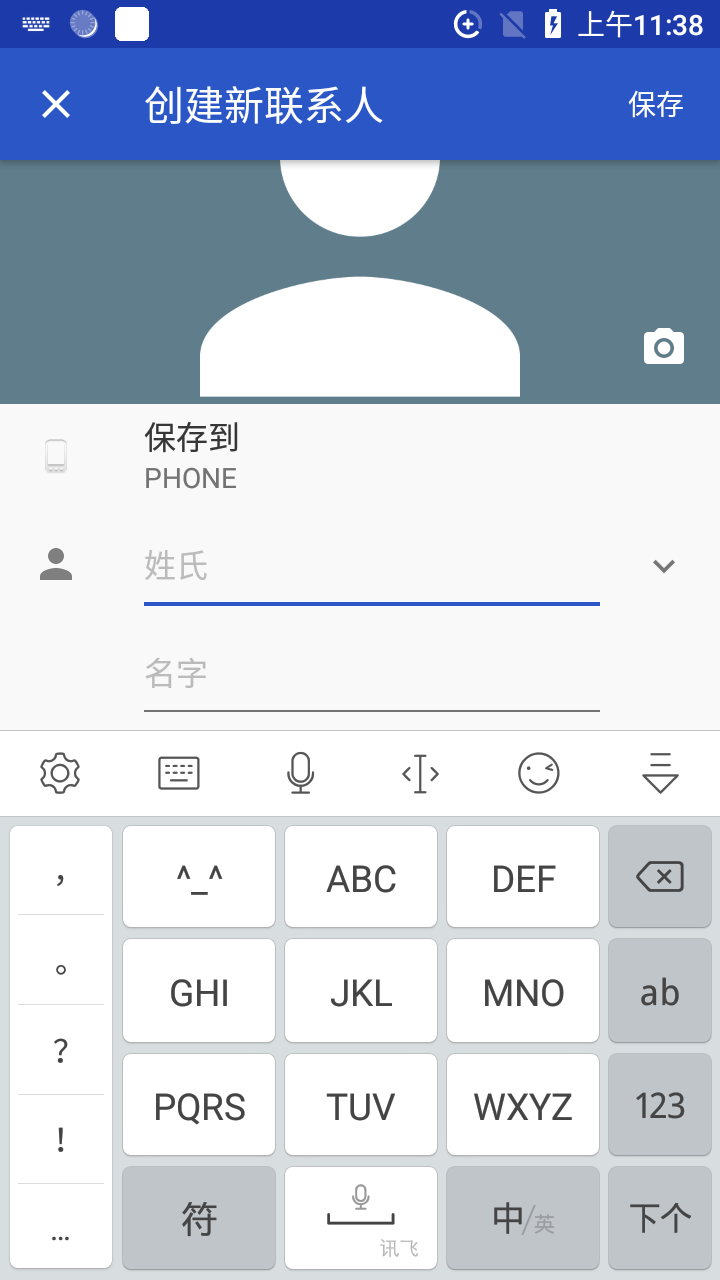 上午11:38
创建新联系人
保存
保存到
PHONE
姓氏
名字
，
^_^
ABC
DEF
。
GHI
JKL
MNO
ab
？
PQRS
TUV
WXYZ
123
！
...
符
讯飞
中/英
下个